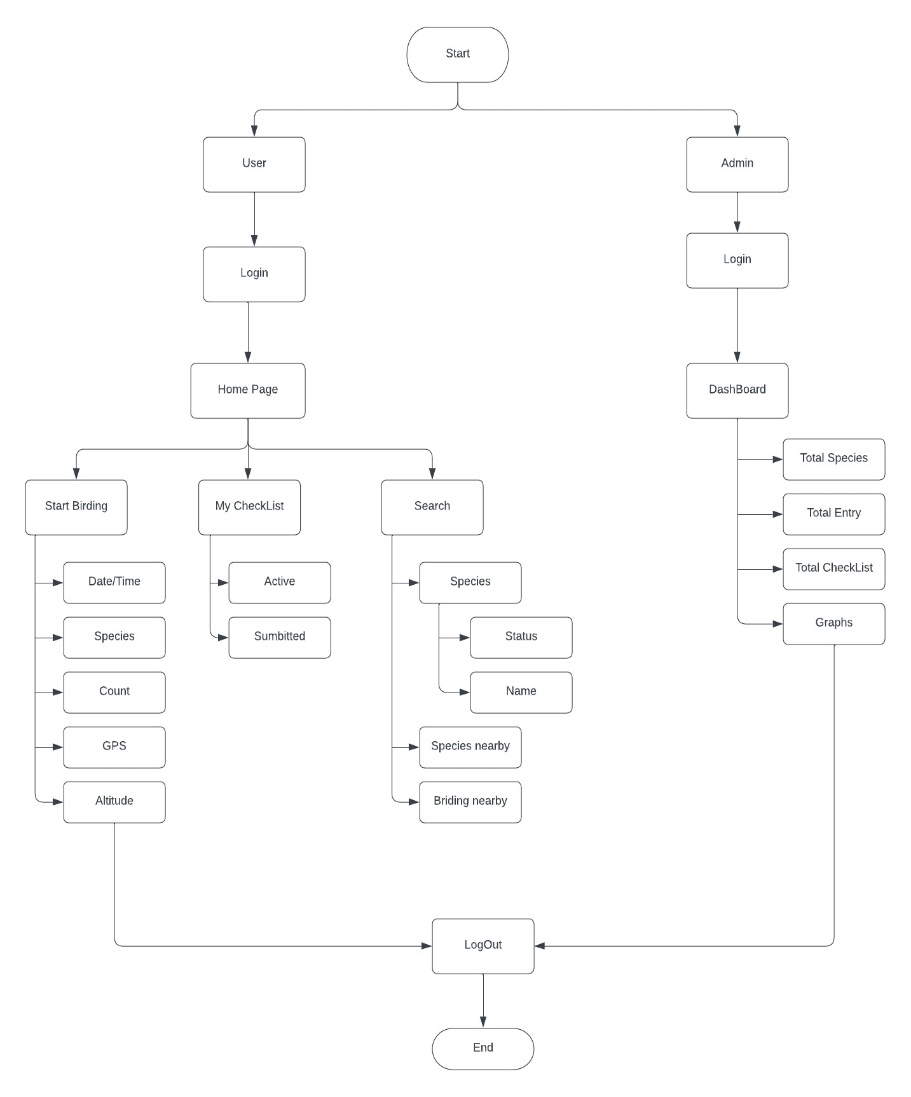 Start
User
Admin
Login
Login
Home Page
DashBoard
Start Birding
My CheckList
Search
Total Species
Total Entry
Total CheckList
Graphs
Date/Time
Species
Count
GPS
Altitude
Active
Sumbitted
Species
Status
Name
Species nearby
Briding nearby
LogOut
End